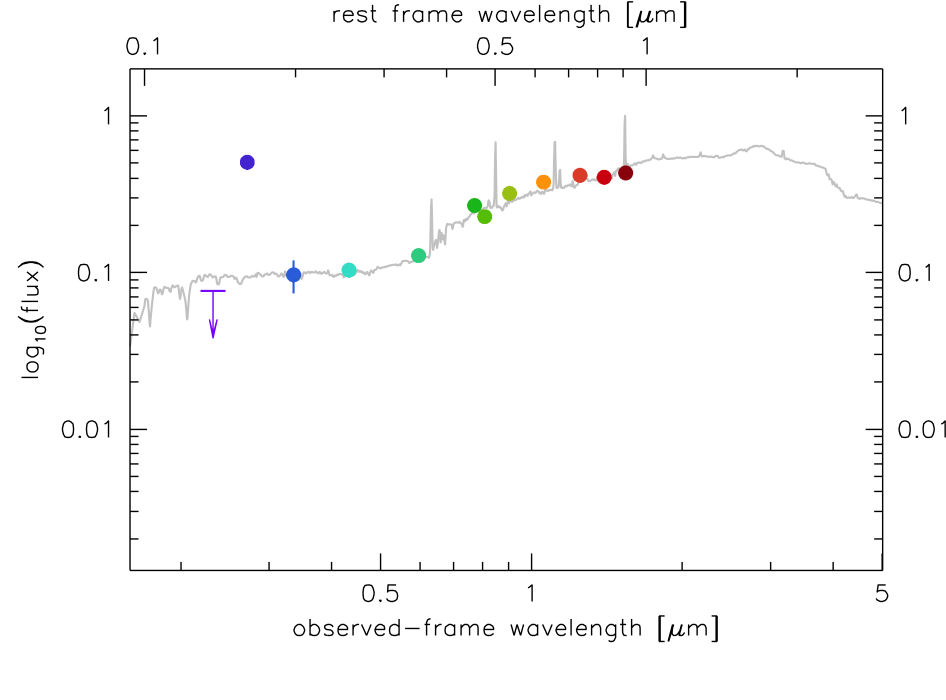 rest frame wavelength [μm]
0.1 0.5 1
1 1
0.1 0.1
0.01 0.01
log10(flux)
0.5 1 5
observed−frame wavelength [μm]